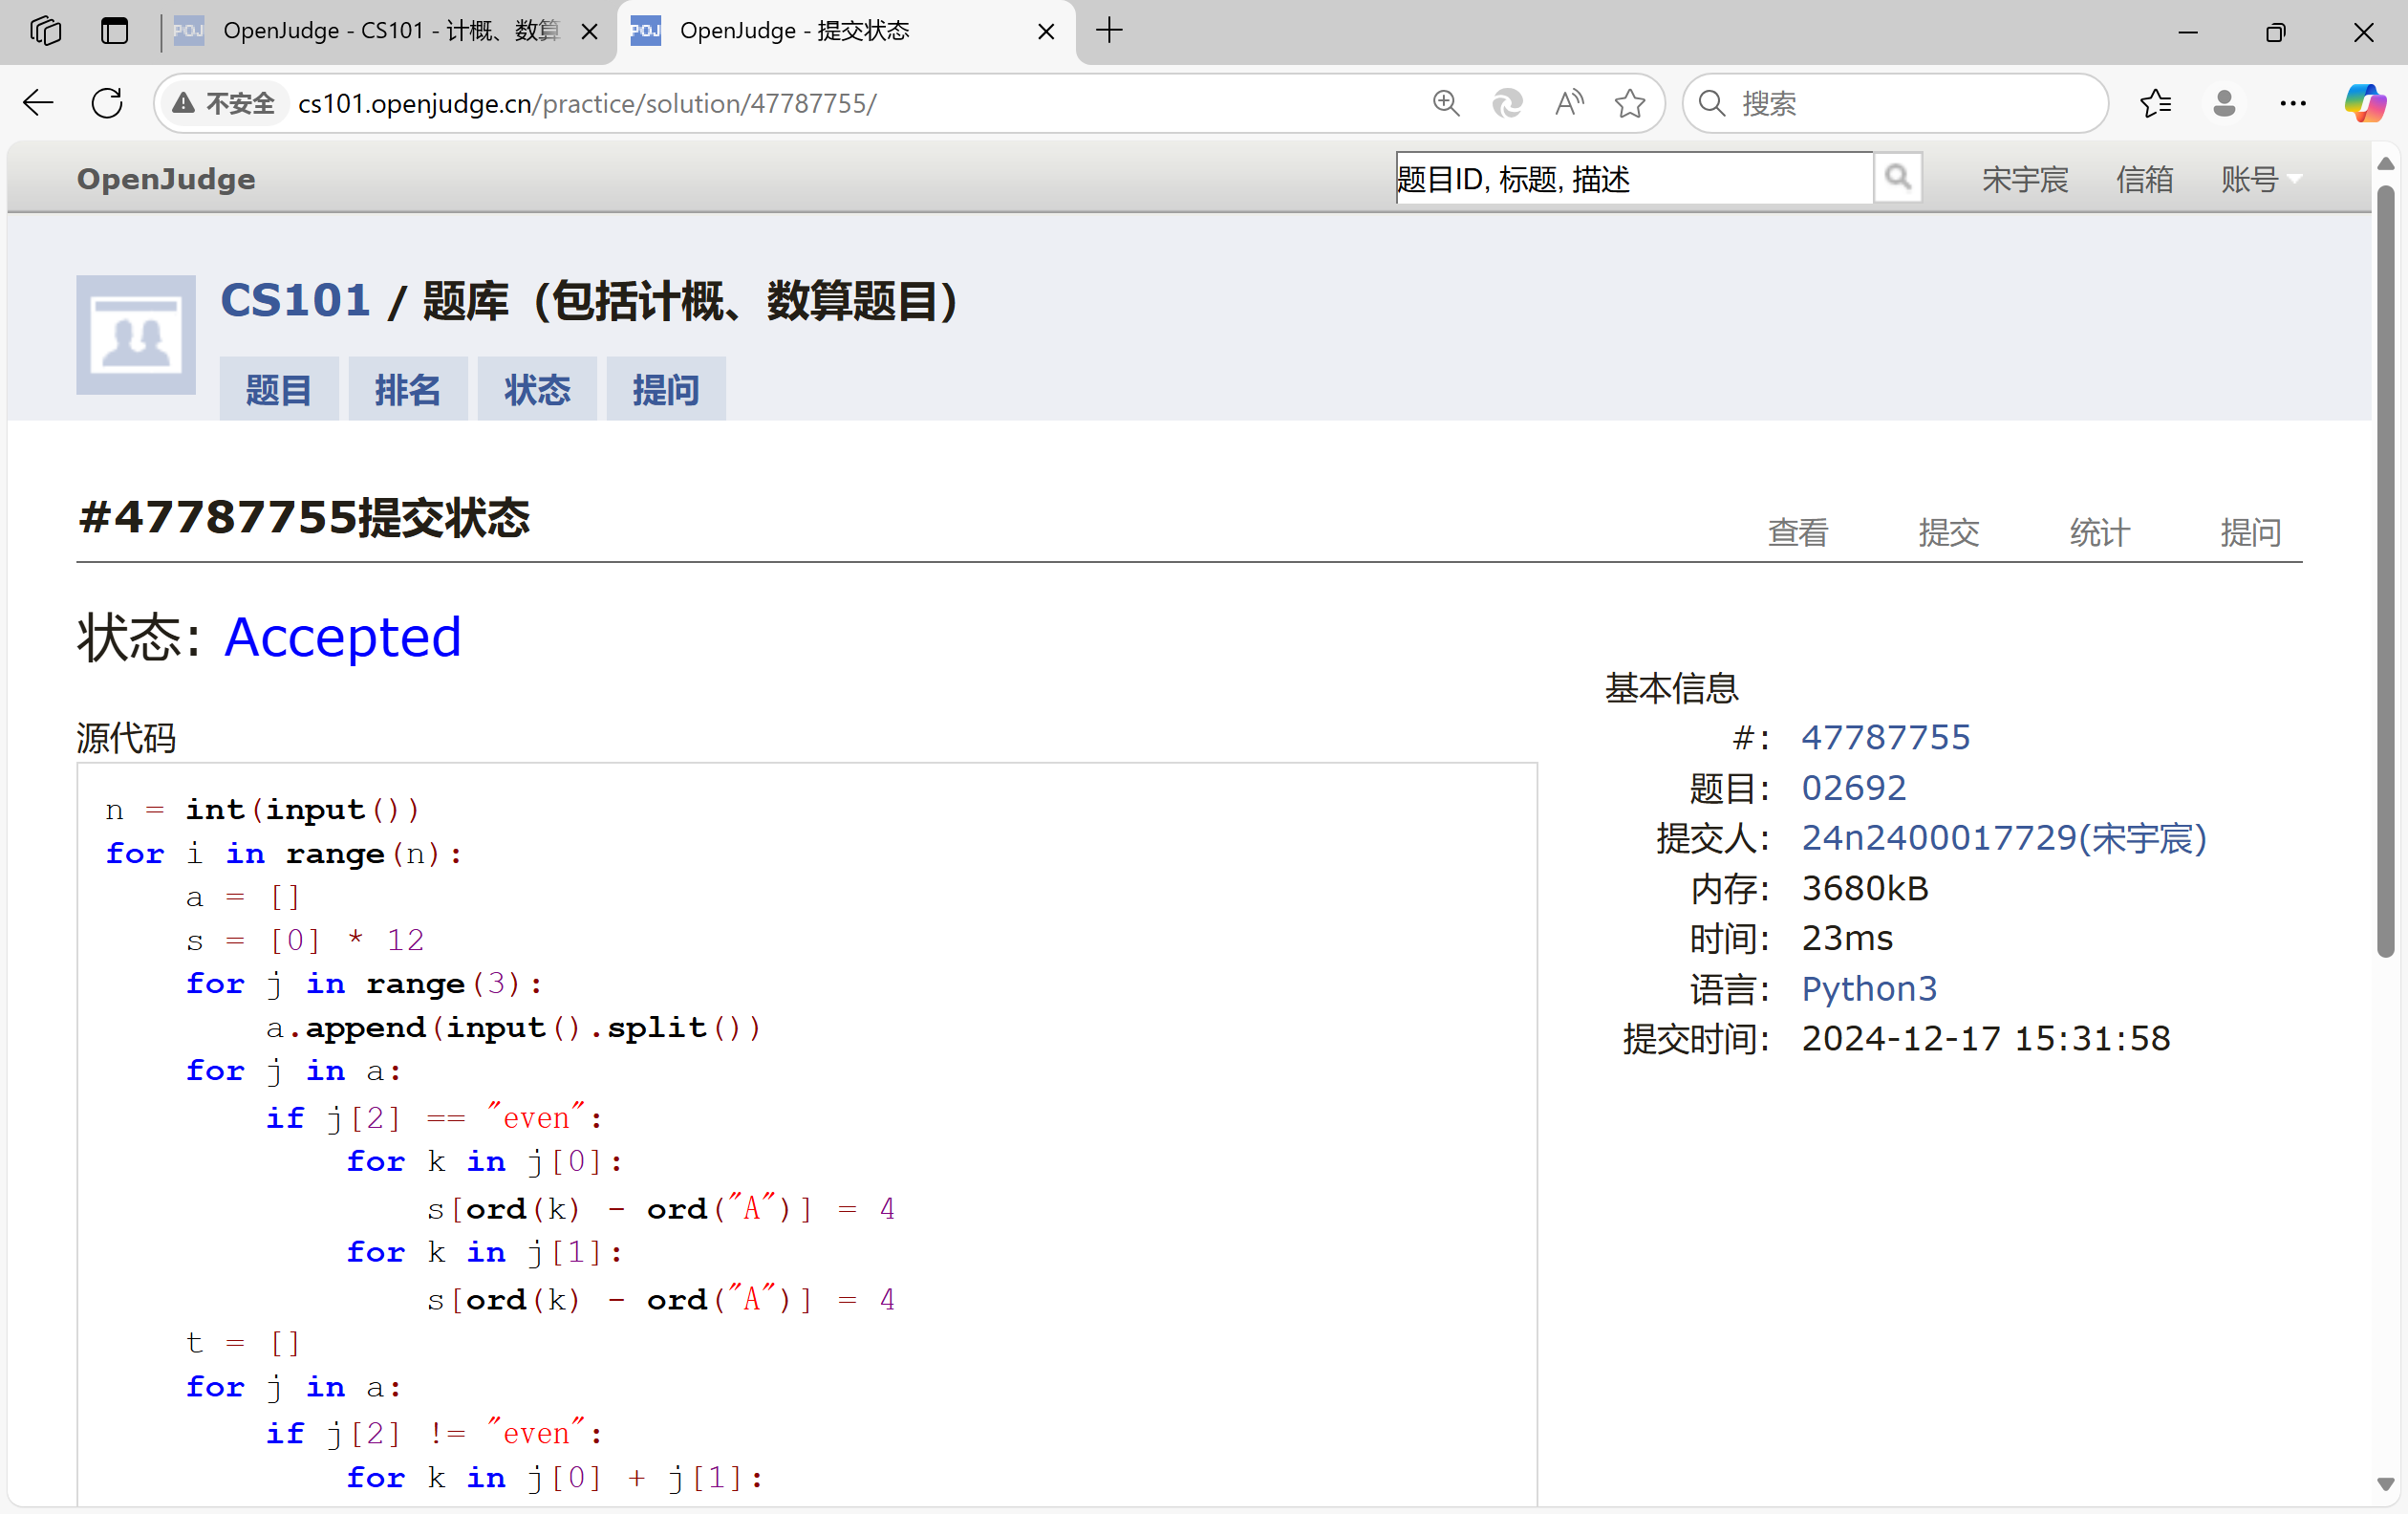 OpenJudge - CS101 - 计概、数算
OpenJudge - 提交状态
不安全
cs101.openjudge.cn/practice/solution/47787755/
搜索
OpenJudge
题目ID, 标题, 描述
宋宇宸
信箱
账号
CS101 / 题库（包括计概、数算题目）
题目
排名
状态
提问
#47787755提交状态
查看
提交
统计
提问
状态: Accepted
源代码
n = int(input())
for i in range(n):
    a = []
    s = [0] * 12
    for j in range(3):
        a.append(input().split())
    for j in a:
        if j[2] == "even":
            for k in j[0]:
                s[ord(k) - ord("A")] = 4
            for k in j[1]:
                s[ord(k) - ord("A")] = 4
    t = []
    for j in a:
        if j[2] != "even":
            for k in j[0] + j[1]:
基本信息
#: 47787755
题目: 02692
提交人: 24n2400017729(宋宇宸)
内存: 3680kB
时间: 23ms
语言: Python3
提交时间: 2024-12-17 15:31:58